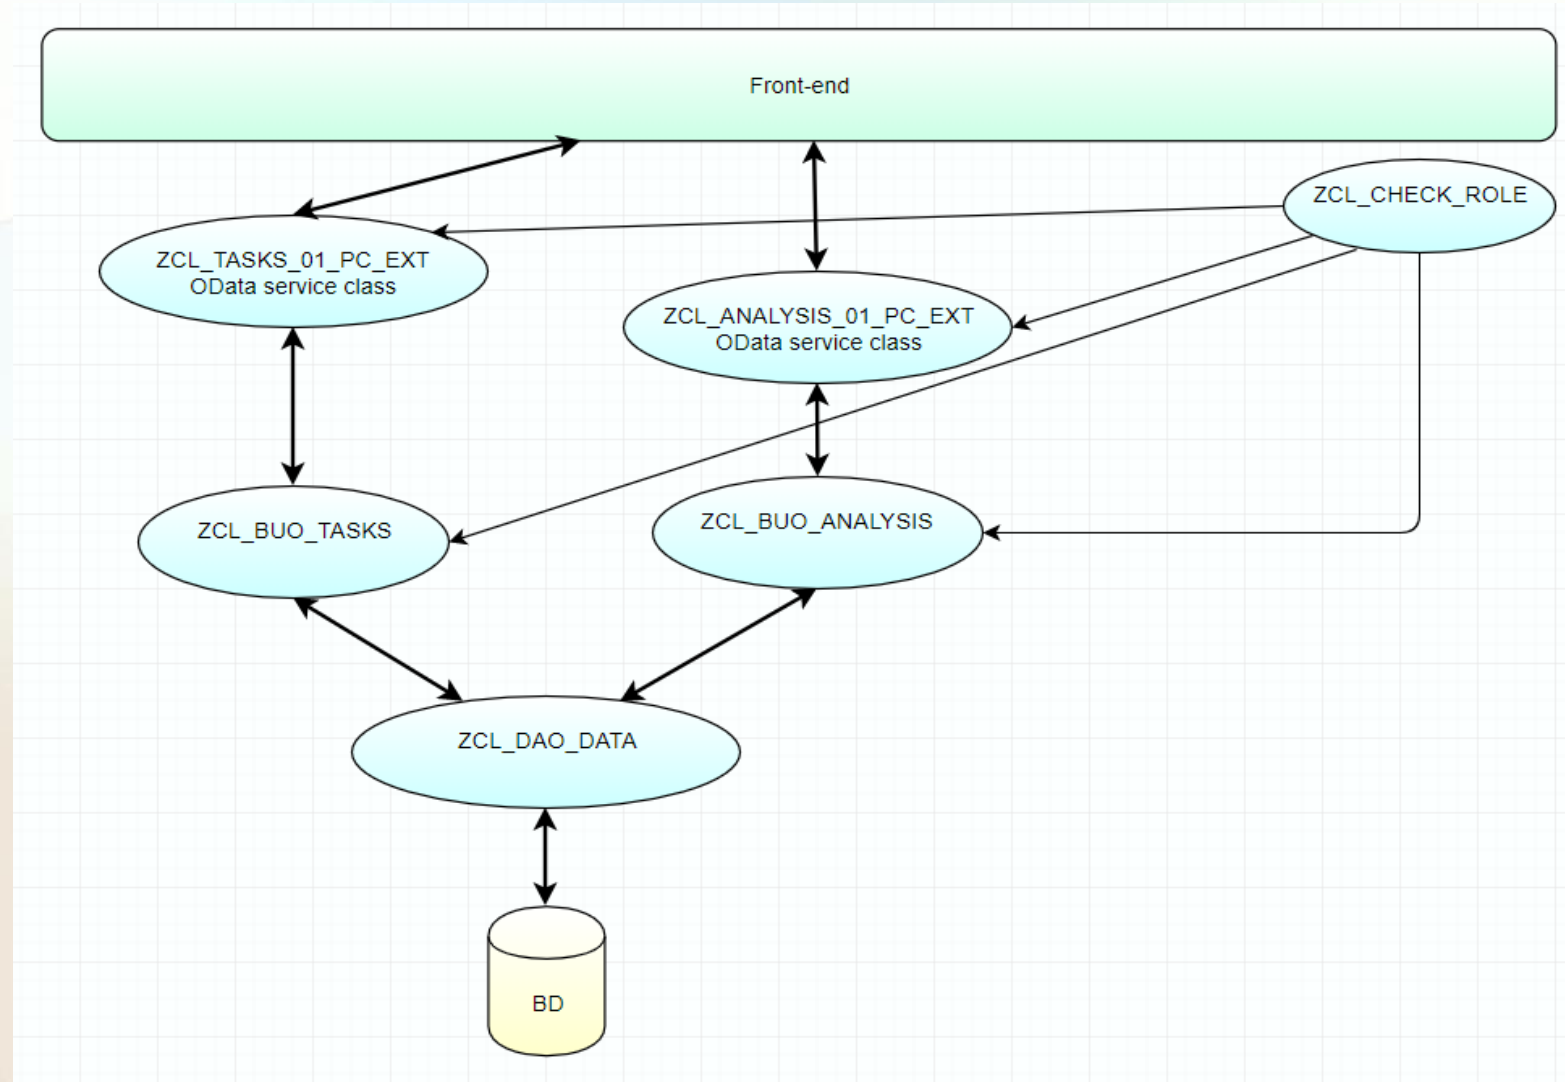 Front-end
ZCL_CHECK_ROLE
ZCL_TASKS_01_PC_EXT
OData service class
ZCL_ANALYSIS_01_PC_EXT
OData service class
ZCL_BUO_TASKS
ZCL_BUO_ANALYSIS
ZCL_DAO_DATA
BD